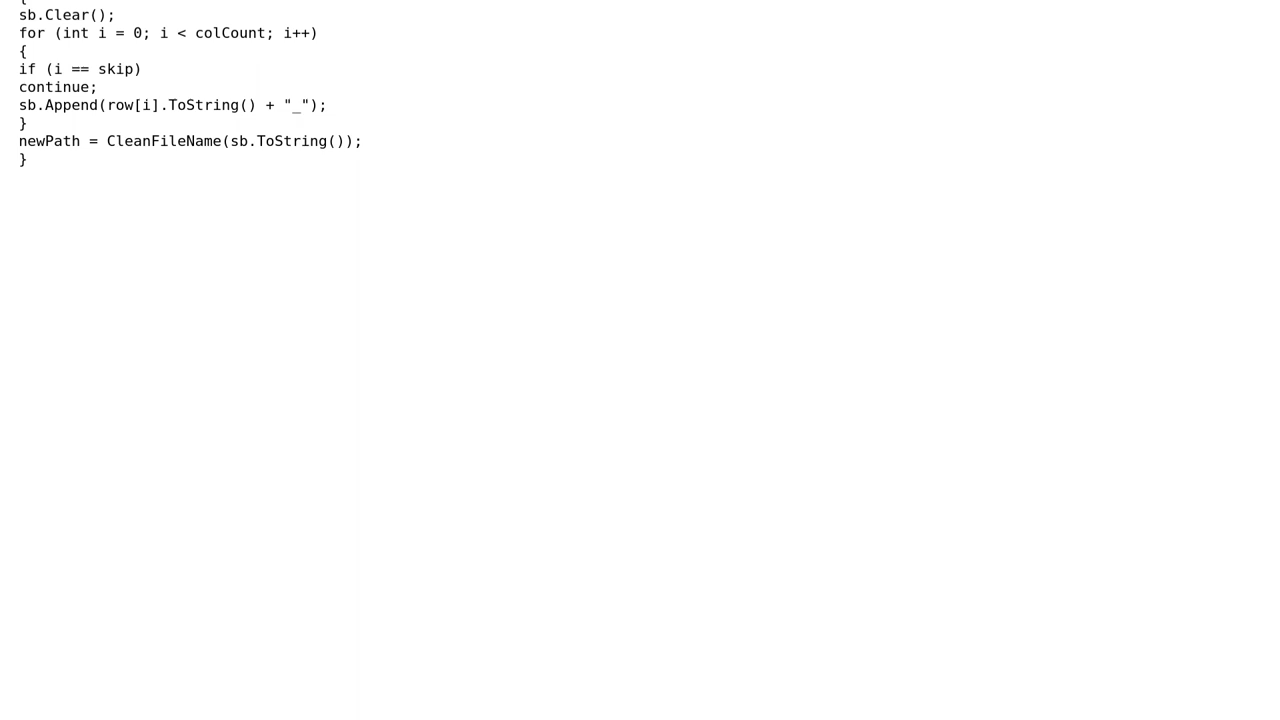 {
sb.Clear();
for (int i = 0; i < colCount; i++)
{
if (i == skip)
continue;
sb.Append(row[i].ToString() + "_");
}
newPath = CleanFileName(sb.ToString());
}